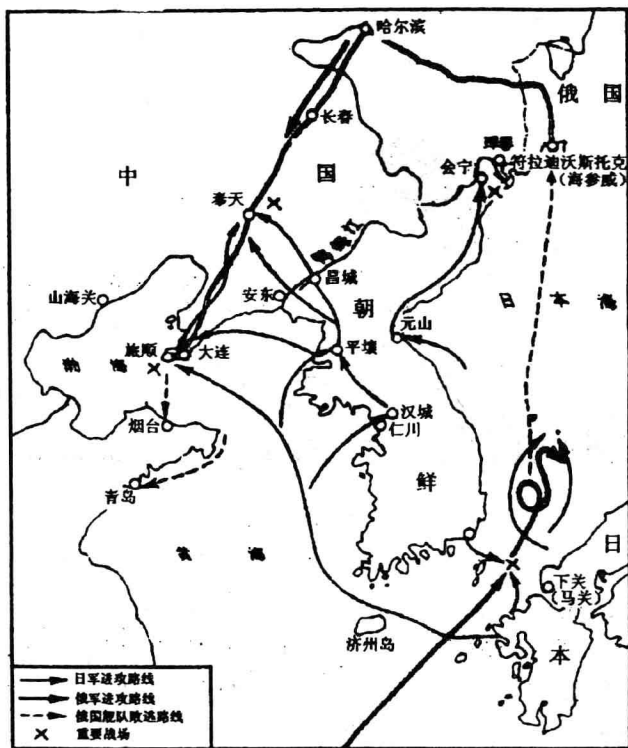 哈尔滨
俄国
长春
中国
珲春
会宁
符拉迪沃斯托克
(海参威)
奉天
鸭绿江
昌城
安东
山海关
朝鲜
元山
日本海
旅顺
大连
渤海
平壤
汉城
仁川
烟台
青岛
黄海
日本
下关
(马关)
济州岛
日军进攻路线
俄军进攻路线
俄国舰队败逃路线
重要战场